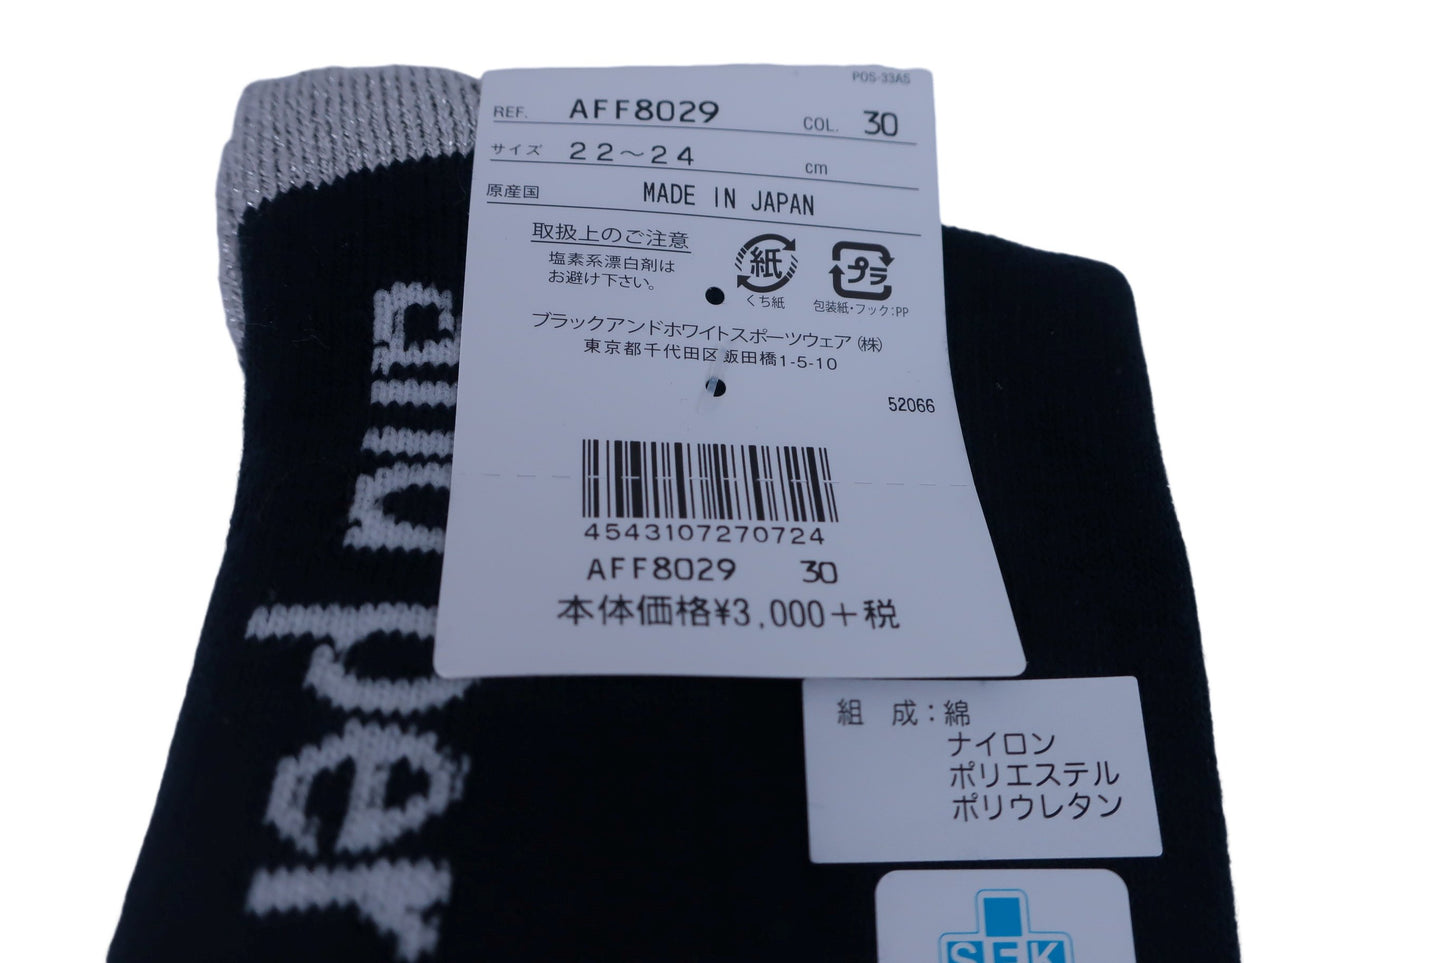 POS-33AS
REF. AFF8029 COL. 30
サイズ 22～24 cm
原産国 MADE IN JAPAN
取扱上のご注意
塩素系漂白剤は
お避け下さい。
紙
くち紙
プラ
包装紙・フック:PP
ブラックアンドホワイトスポーツウェア(株)
東京都千代田区飯田橋1-5-10
52066
4543107270724
AFF8029 30
本体価格¥3,000+税
組 成:綿
ナイロン
ポリエステル
ポリウレタン
SEK